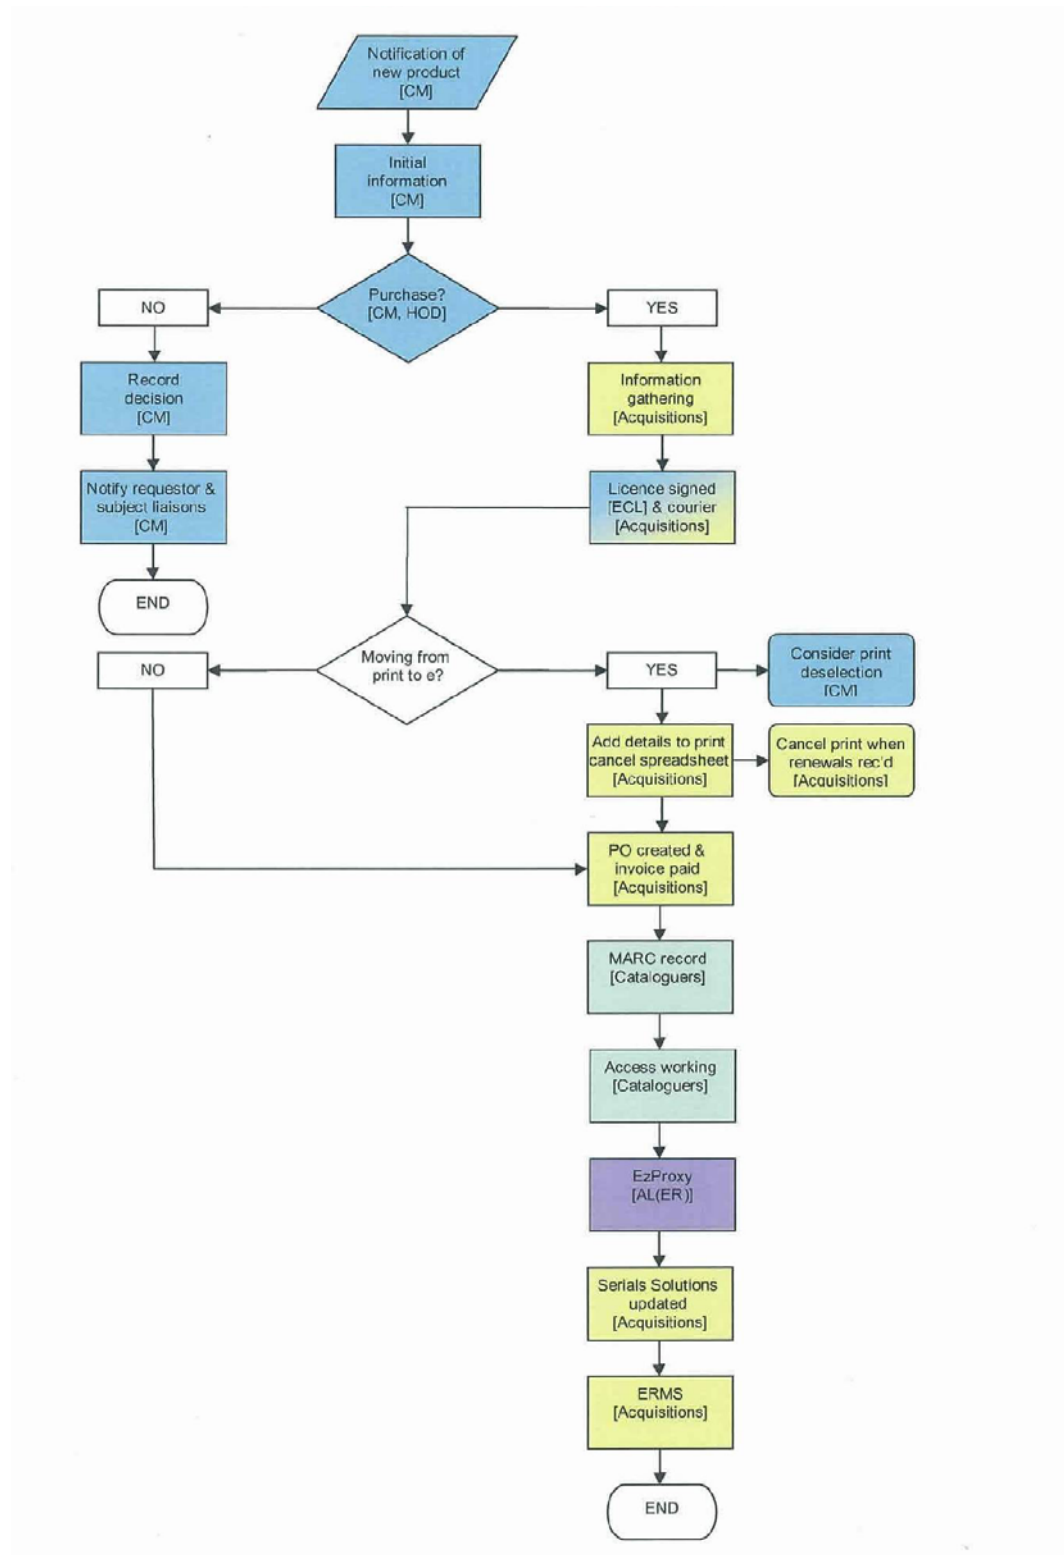 Notification of
new product
[CM]
Initial
information
[CM]
Purchase?
[CM, HOD]
NO
YES
Record
decision
[CM]
Information
gathering
[Acquisitions]
Notify requestor &
subject liaisons
[CM]
Licence signed
[ECL] & courier
[Acquisitions]
END
Moving from
print to e?
NO
YES
Consider print
deselection
[CM]
Add details to print
cancel spreadsheet
[Acquisitions]
Cancel print when
renewals rec'd
[Acquisitions]
PO created &
invoice paid
[Acquisitions]
MARC record
[Cataloguers]
Access working
[Cataloguers]
EzProxy
[AL(ER)]
Serials Solutions
updated
[Acquisitions]
ERMS
[Acquisitions]
END